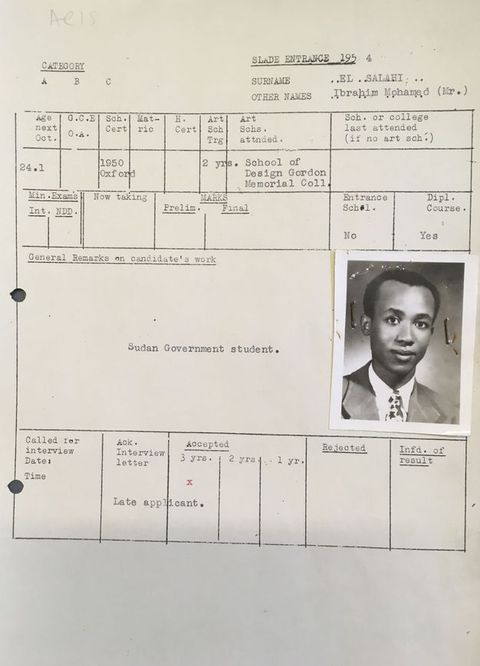 SLADE ENTRANCE 195 4
CATEGORY
A B C
SURNAME ..EL .SALAHI. ..
OTHER NAMES .Ibrahim Mohamed (Mr.)
Age next Oct.
G.C.E O.A.
Sch. Cert
Mat- ric
H. Cert
Art Sch Trg
Art Schs. attnded.
Sch. or college last attended (if no art sch.)
24.1
1950 Oxford
2 yrs.
School of Design Gordon Memorial Coll.
Min.Exams
Int. NDD.
Now taking
MARKS
Prelim. Final
Entrance Schol.
No
Dipl. Course.
Yes
General Remarks on candidate's work
Sudan Government student.
Called for interview
Date:
Time
Ack. Interview letter
Accepted
3 yrs. 2 yrs. 1 yr.
x
Late applicant.
Rejected
Infd. of result